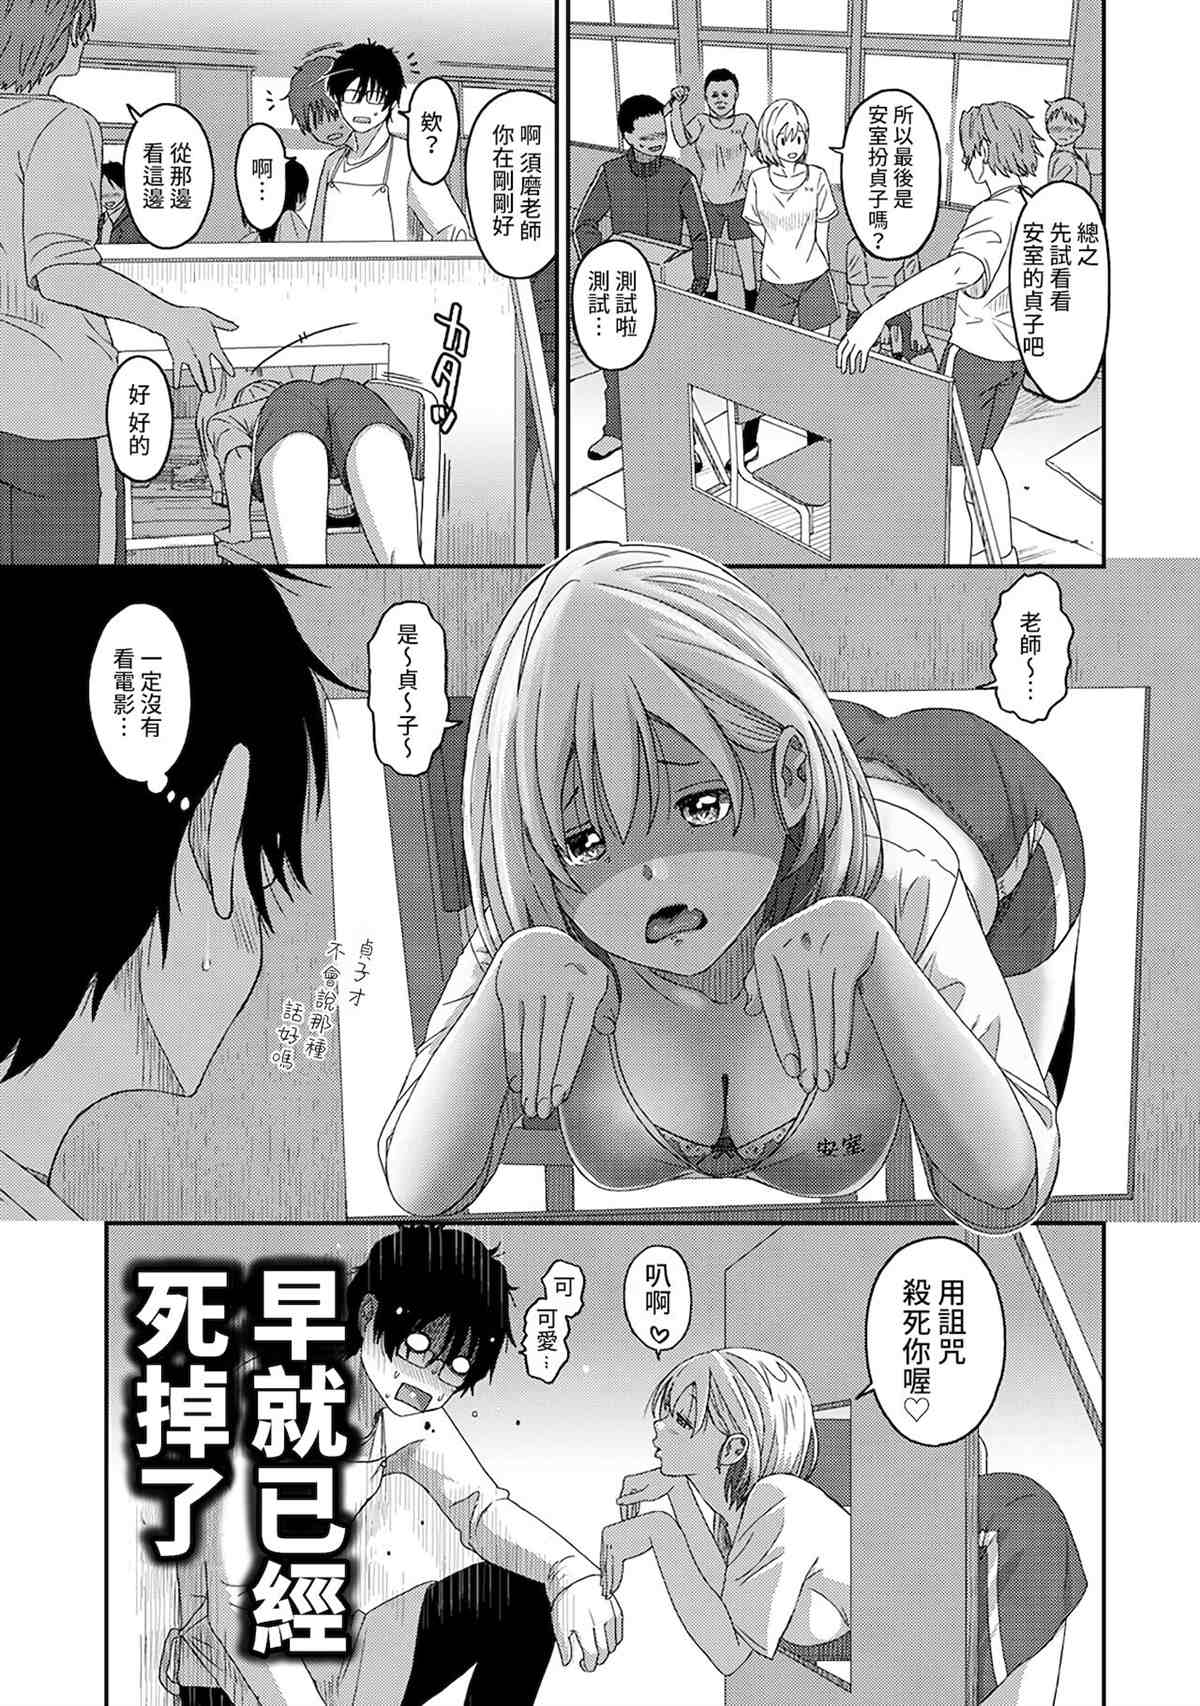 總之
先試看看
安室的貞子吧
所以最後是
安室扮貞子嗎？
測試啦
測試…
啊 須磨老師
你在剛剛好
欸？
啊…
從那邊
看這邊
ガタッ
好 好的
老師～…
是～貞～子～
一定沒有
看電影…
貞子才
不會說那種
話好嗎
安室
用詛咒
殺死你喔♡
叭啊♡
可 可愛…
早就已經
死掉了